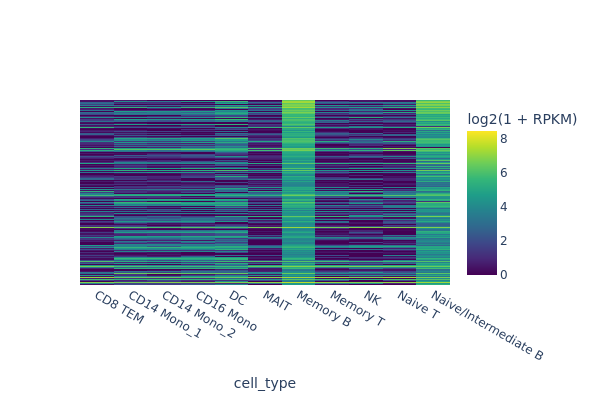 log2(1 + RPKM)
8
6
4
2
0
CD8 TEM
CD14 Mono_1
CD14 Mono_2
CD16 Mono
DC
MAIT
Memory B
Memory T
NK
Naive T
Naive/Intermediate B
cell_type